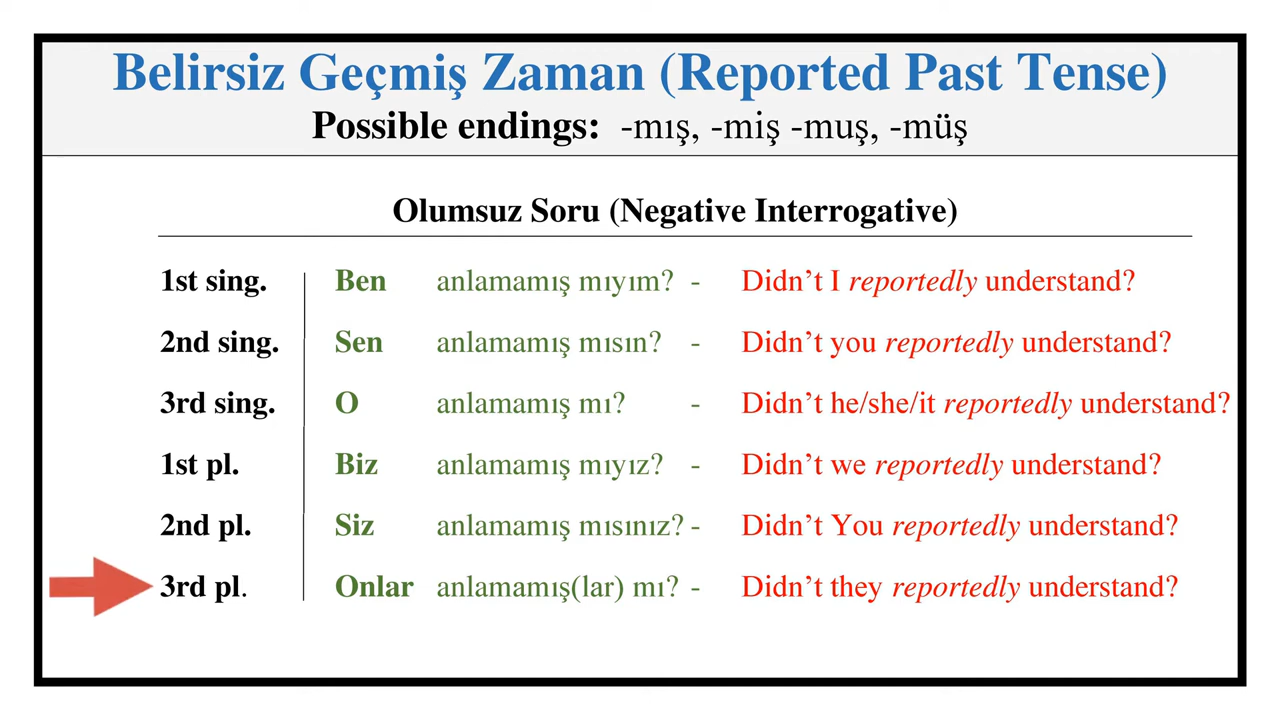 Belirsiz Geçmiş Zaman (Reported Past Tense)
Possible endings: -mış, -miş -muş, -müş
Olumsuz Soru (Negative Interrogative)
1st sing. Ben anlamamış mıyım? - Didn’t I reportedly understand?
2nd sing. Sen anlamamış mısın? - Didn’t you reportedly understand?
3rd sing. O anlamamış mı? - Didn’t he/she/it reportedly understand?
1st pl. Biz anlamamış mıyız? - Didn’t we reportedly understand?
2nd pl. Siz anlamamış mısınız? - Didn’t You reportedly understand?
3rd pl. Onlar anlamamış(lar) mı? - Didn’t they reportedly understand?